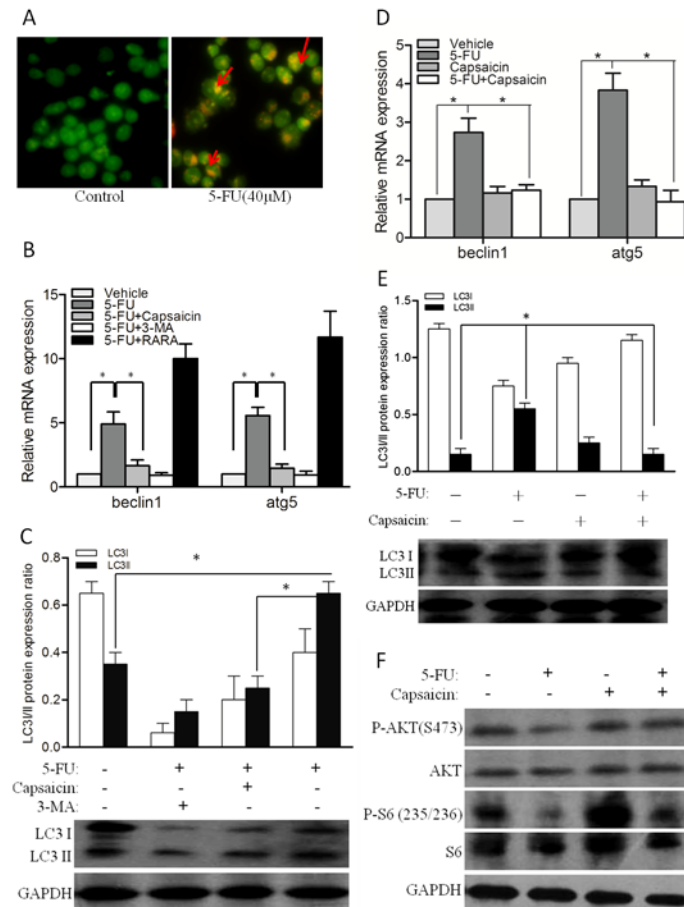 A
Control
5-FU(40μM)
B
Relative mRNA expression
15
10
5
0
Vehicle
5-FU
5-FU+Capsaicin
5-FU+3-MA
5-FU+RARA
* *
* *
beclin1
atg5
C
LC3I/II protein expression ratio
0.8
0.6
0.4
0.2
0.0
LC3I
LC3II
*
*
5-FU: - + + +
Capsaicin: - +
3-MA: - +
LC3 I
LC3 II
GAPDH
D
Relative mRNA expression
5
4
3
2
1
0
Vehicle
5-FU
Capsaicin
5-FU+Capsaicin
* *
* *
beclin1
atg5
E
LC3I/II protein expression ratio
1.5
1.0
0.5
0.0
LC3I
LC3II
*
5-FU: − + − +
Capsaicin: − − + +
LC3 I
LC3II
GAPDH
F
5-FU: - + - +
Capsaicin: - - + +
P-AKT(S473)
AKT
P-S6 (235/236)
S6
GAPDH